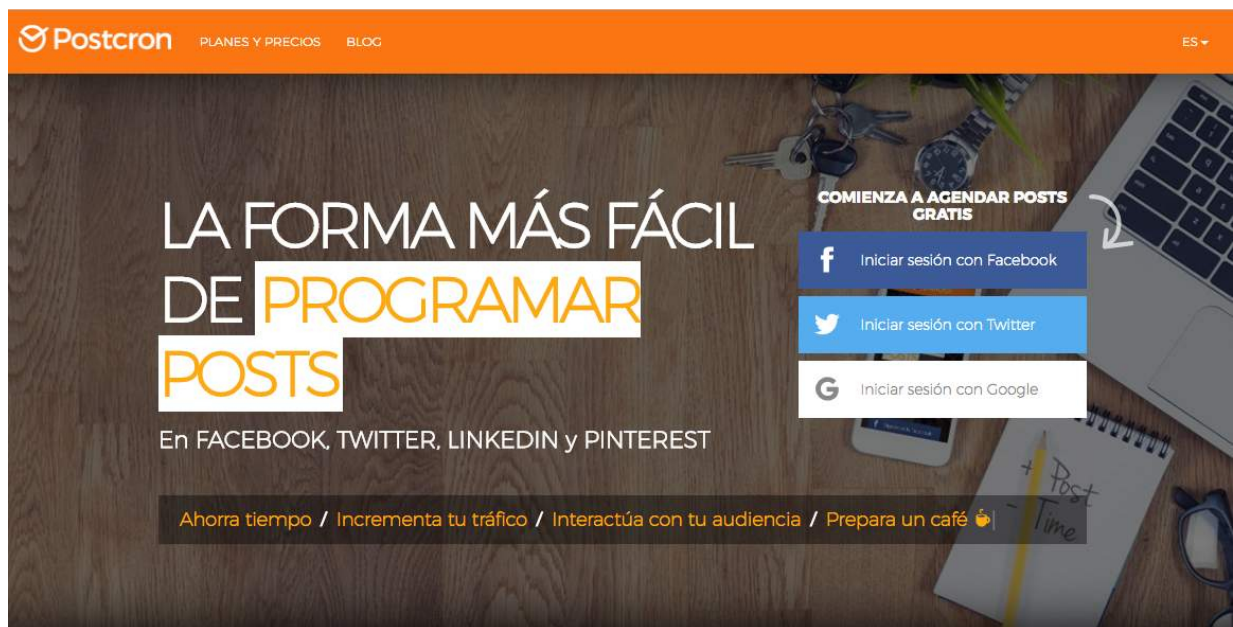 Postcron PLANES Y PRECIOS BLOG ES
LA FORMA MÁS FÁCIL
DE PROGRAMAR
POSTS
En FACEBOOK, TWITTER, LINKEDIN y PINTEREST
COMIENZA A AGENDAR POSTS
GRATIS
Iniciar sesión con Facebook
Iniciar sesión con Twitter
Iniciar sesión con Google
Ahorra tiempo / Incrementa tu tráfico / Interactúa con tu audiencia / Prepara un café
+ Post
- Time